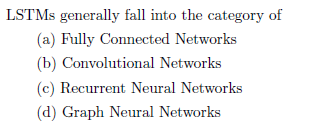 LSTMs generally fall into the category of
(a) Fully Connected Networks
(b) Convolutional Networks
(c) Recurrent Neural Networks
(d) Graph Neural Networks